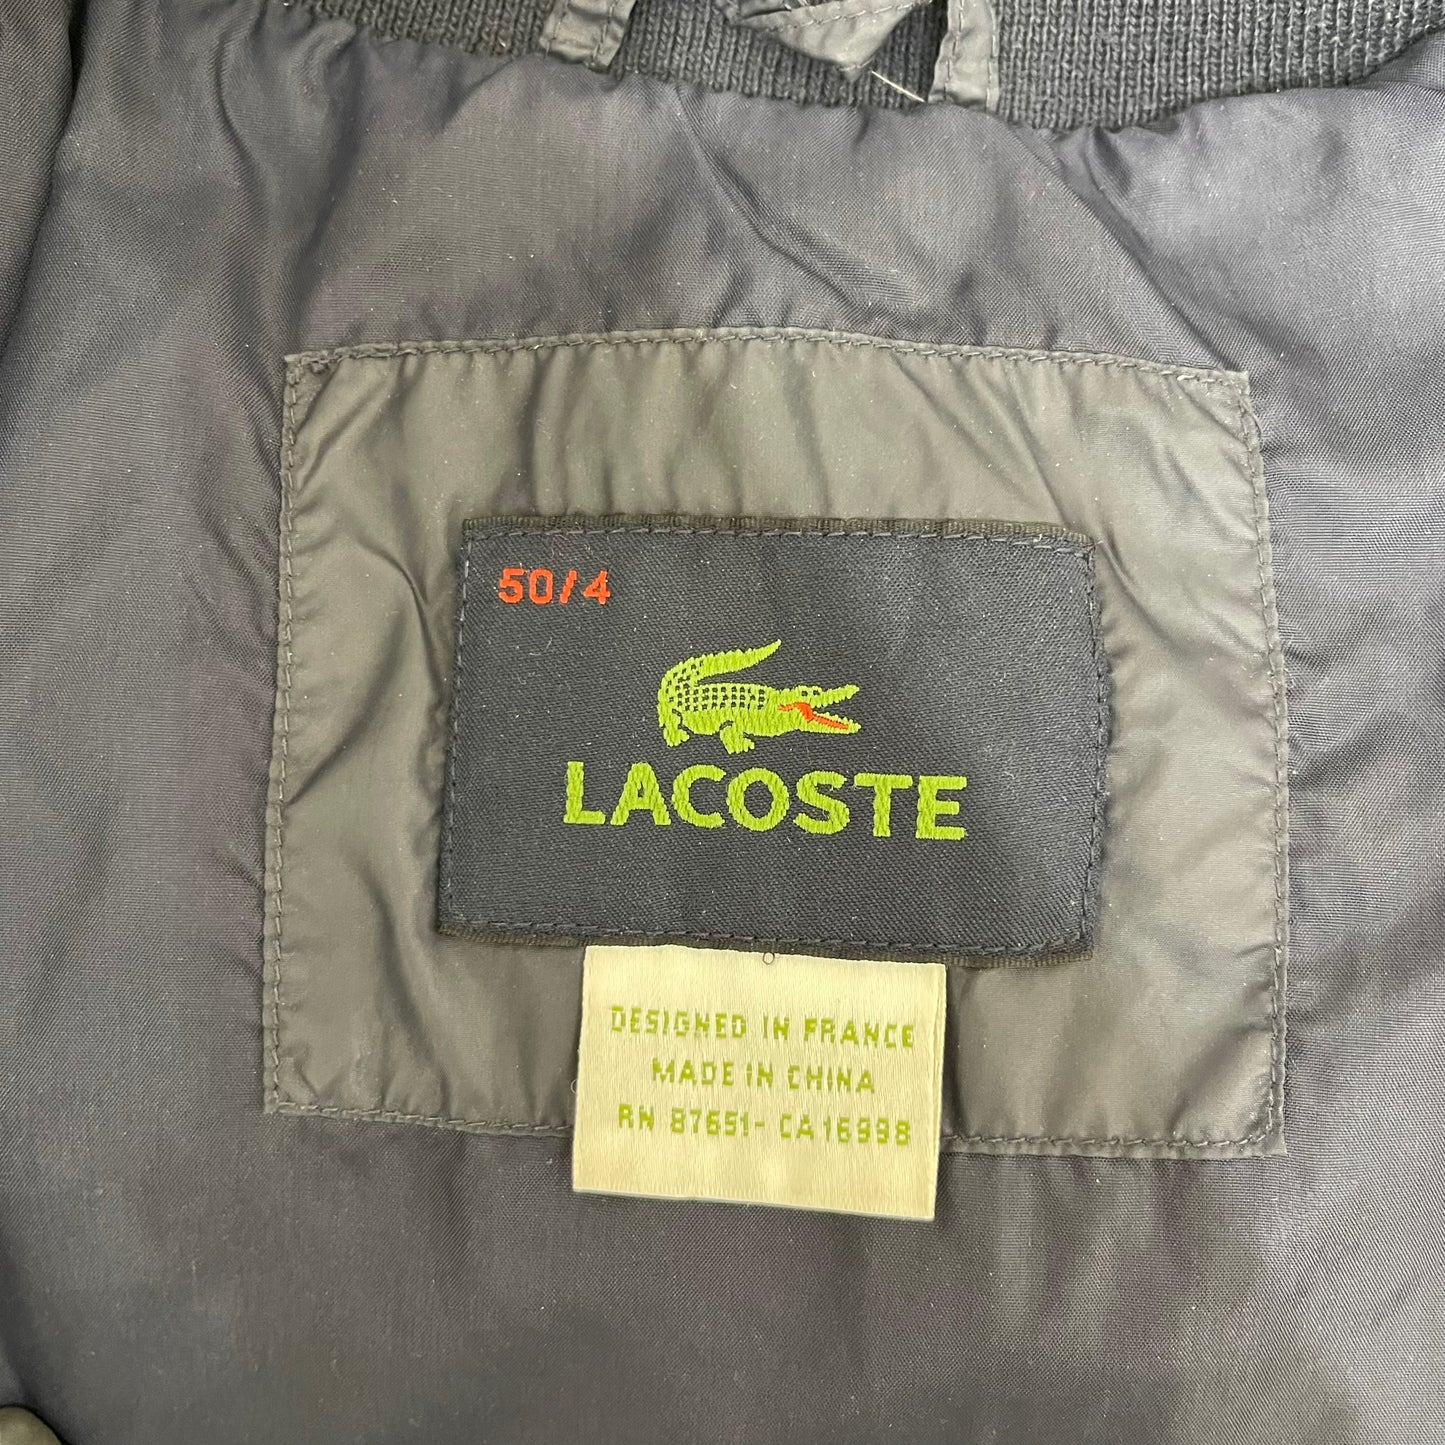 50/4
LACOSTE
DESIGNED IN FRANCE
MADE IN CHINA
RN 87651- CA16998